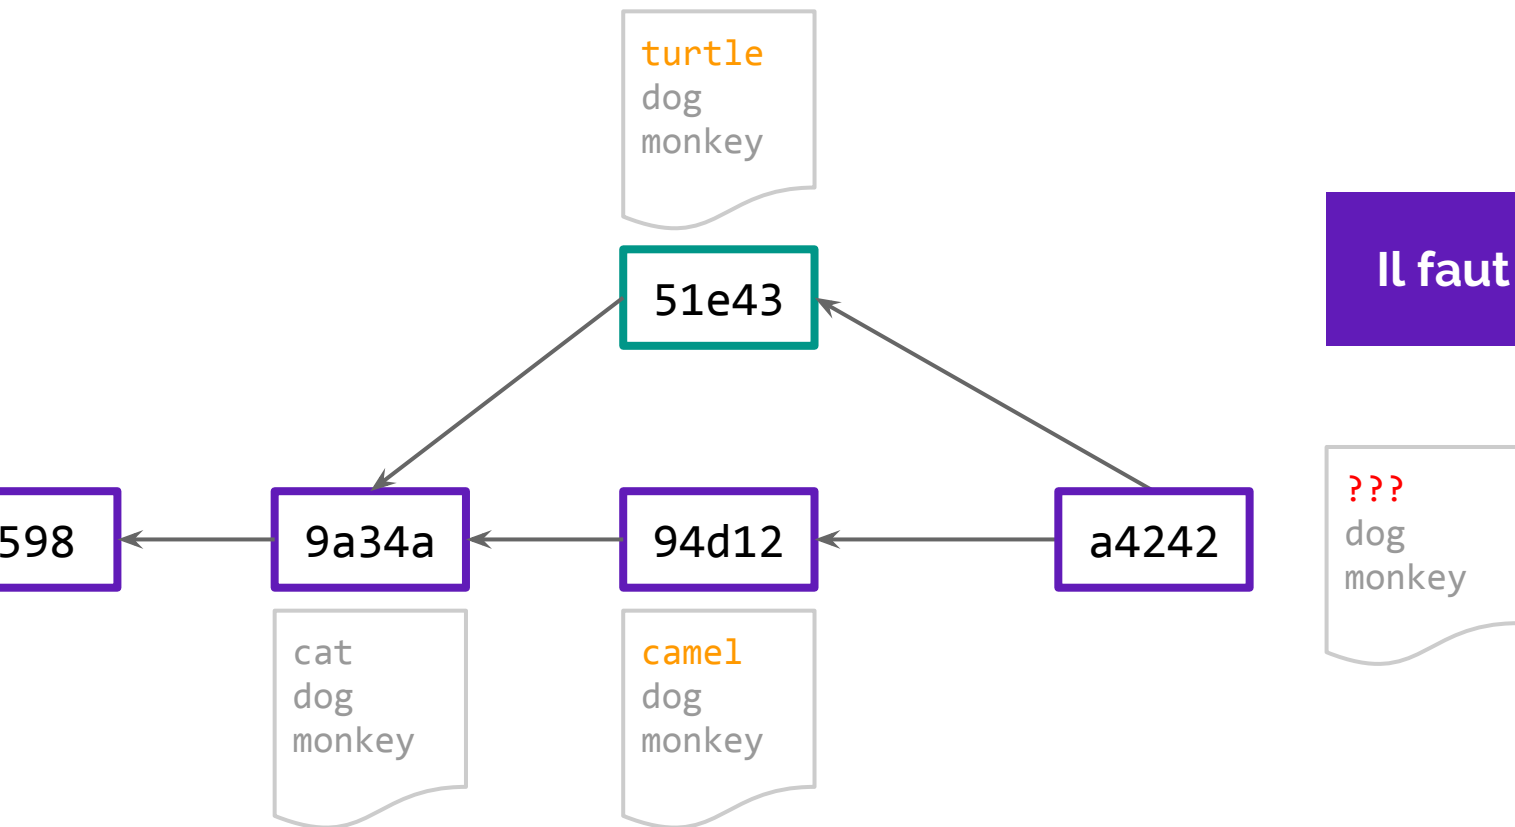 turtle
dog
monkey
51e43
Il faut
598
9a34a
94d12
a4242
???
dog
monkey
cat
dog
monkey
camel
dog
monkey